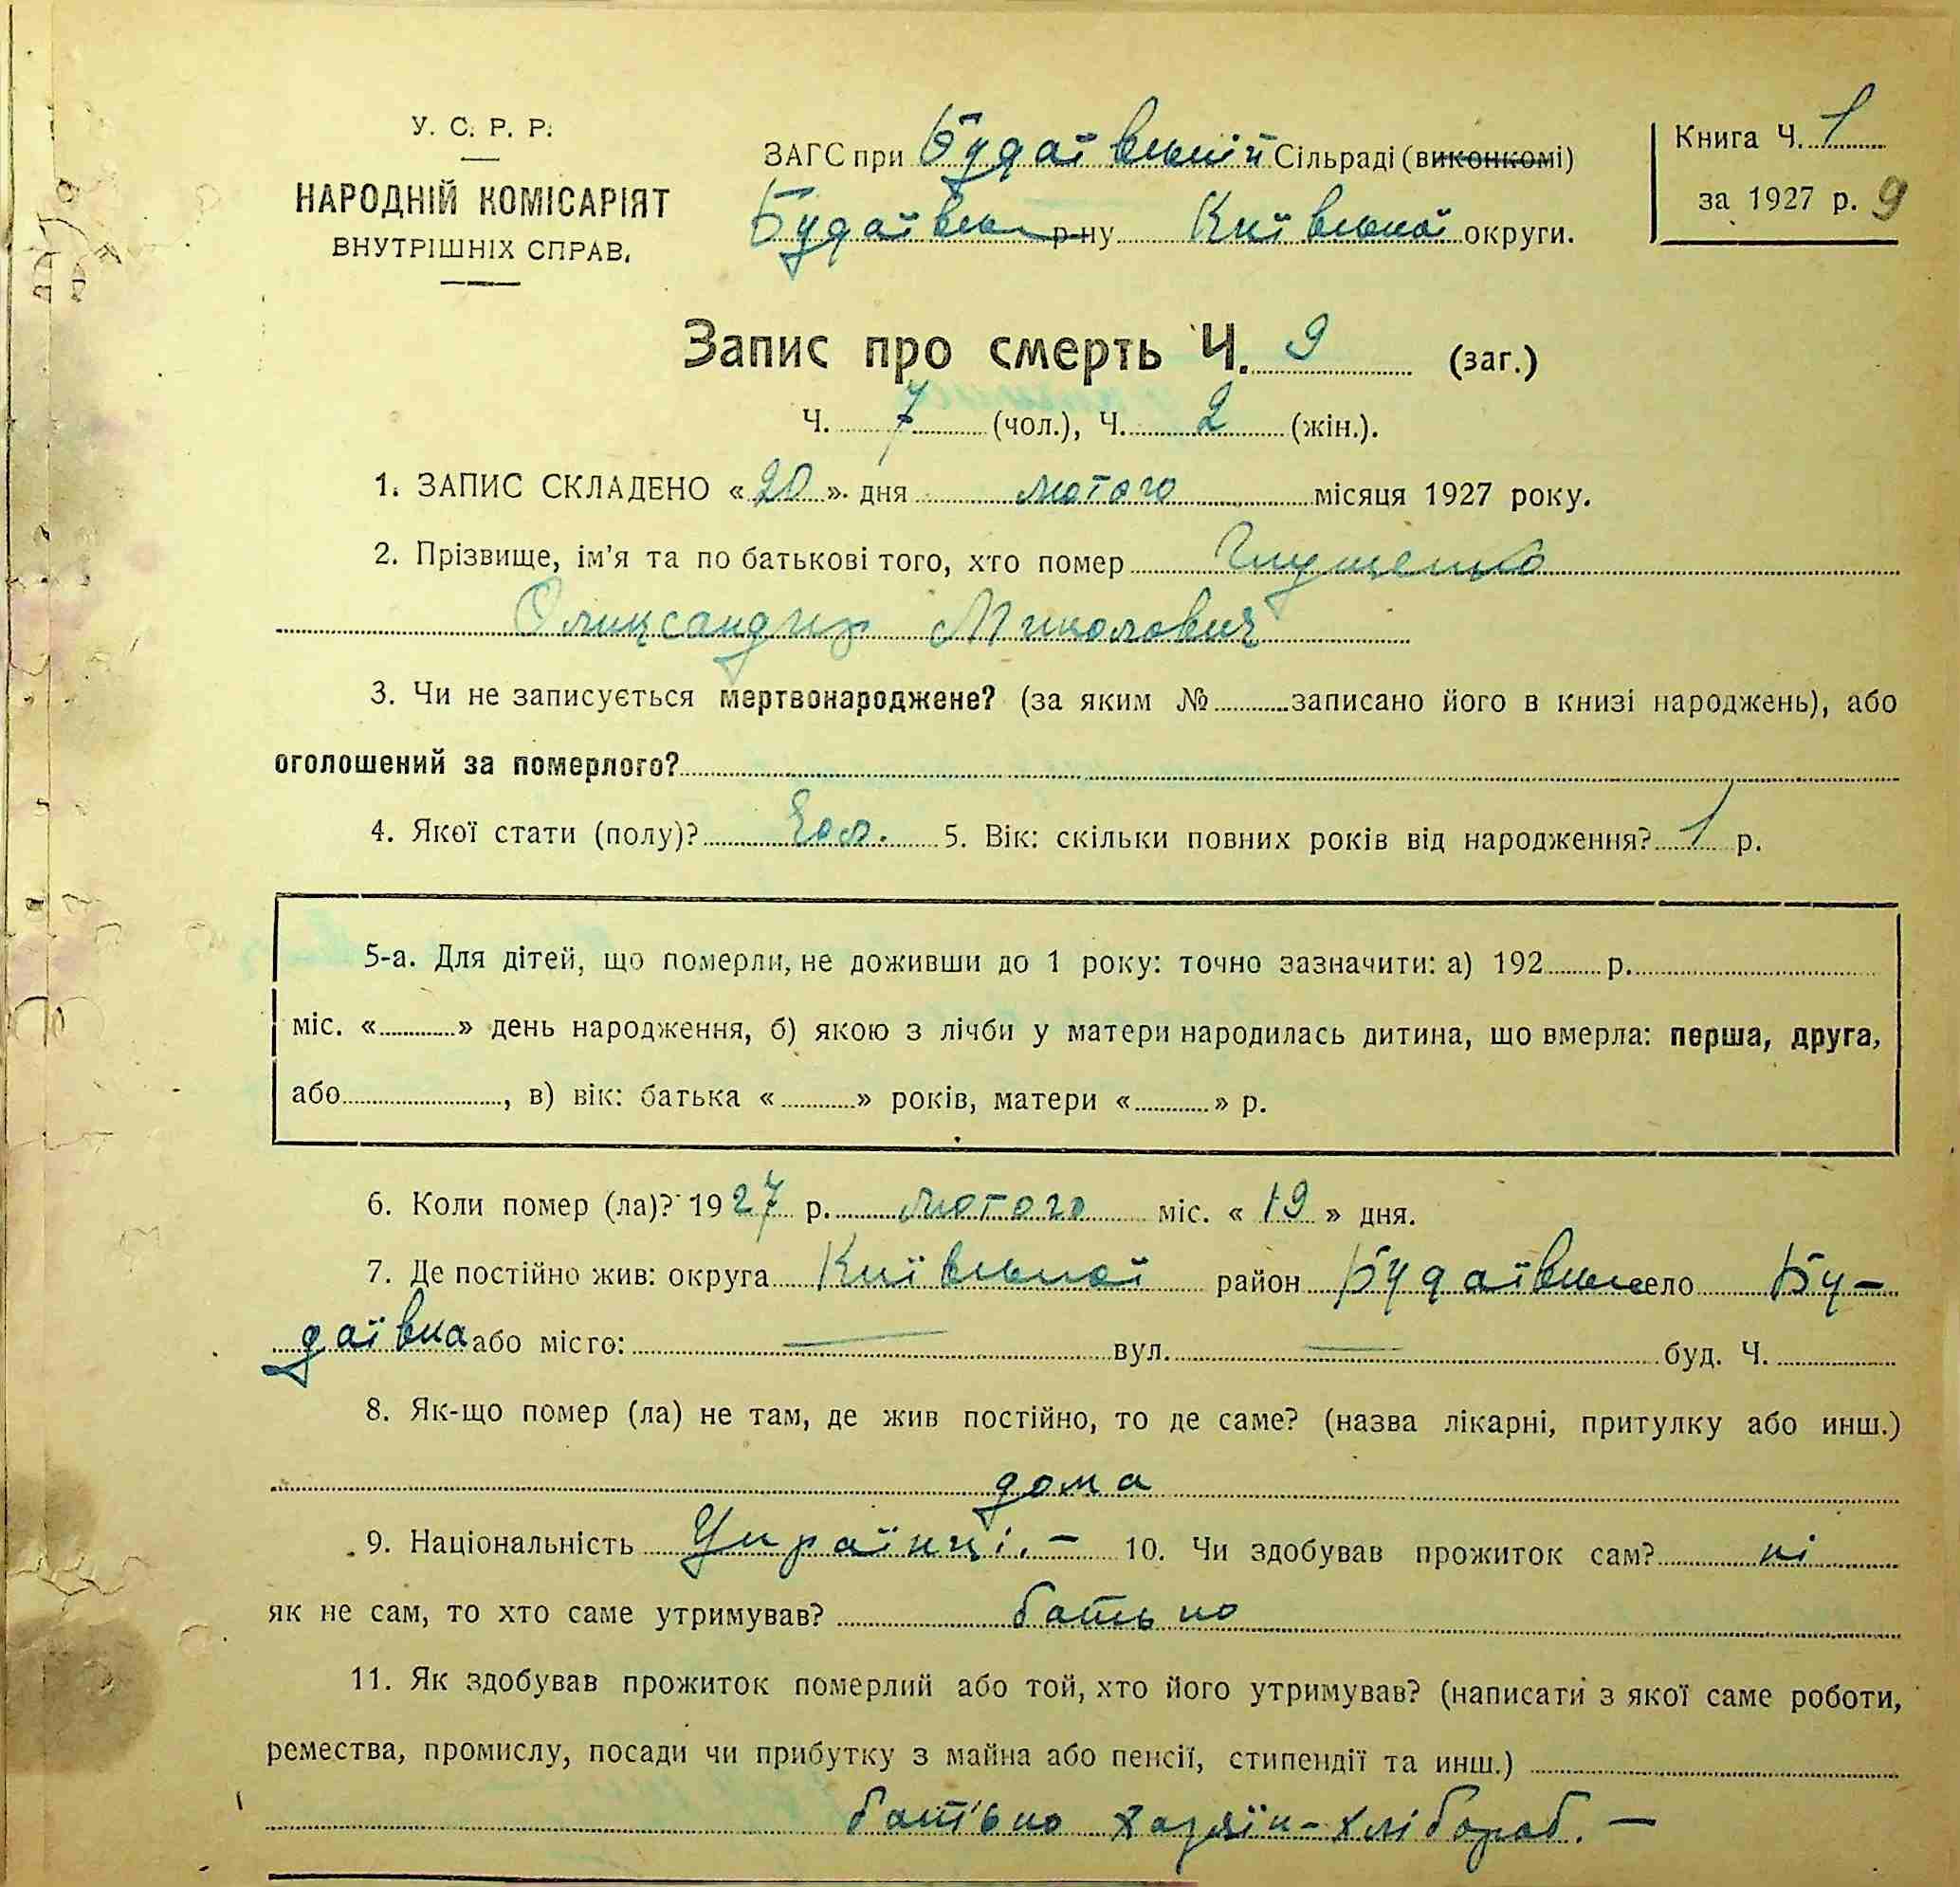 У. С. Р. Р.
НАРОДНІЙ КОМІСАРІЯТ
ВНУТРІШНІХ СПРАВ.
ЗАГС при Будаївській Сільраді (виконкомі)
Будаївськ р-ну Київської округи.
Книга Ч. 1
за 1927 р. 9
Запис про смерть Ч. 9 (заг.)
Ч. 7 (чол.), Ч. 2 (жін.).
1. ЗАПИС СКЛАДЕНО «20» дня лютого місяця 1927 року.
2. Прізвище, ім'я та по батькові того, хто помер
Миколович
3. Чи не записується мертвонароджене? (за яким № записано його в книзі народжень), або
оголошений за померлого?
4. Якої стати (полу)? Чол. 5. Вік: скільки повних років від народження? 1 р.
5-а. Для дітей, що померли, не доживши до 1 року: точно зазначити: а) 192 р.
міс. « » день народження, б) якою з лічби у матери народилась дитина, що вмерла: перша, друга,
або , в) вік: батька « » років, матери « » р.
6. Коли помер (ла)? 1927 р. лютого міс. «19» дня.
7. Де постійно жив: округа Київської район Будаївськ село Бу-
даївка або місто: — вул. — буд. Ч.
8. Як-що помер (ла) не там, де жив постійно, то де саме? (назва лікарні, притулку або инш.)
дома
9. Національність Українці. – 10. Чи здобував прожиток сам? ні
як не сам, то хто саме утримував? батько
11. Як здобував прожиток померлий або той, хто його утримував? (написати з якої саме роботи,
ремества, промислу, посади чи прибутку з майна або пенсії, стипендії та инш.)
батько хазяїн-хлібороб. —